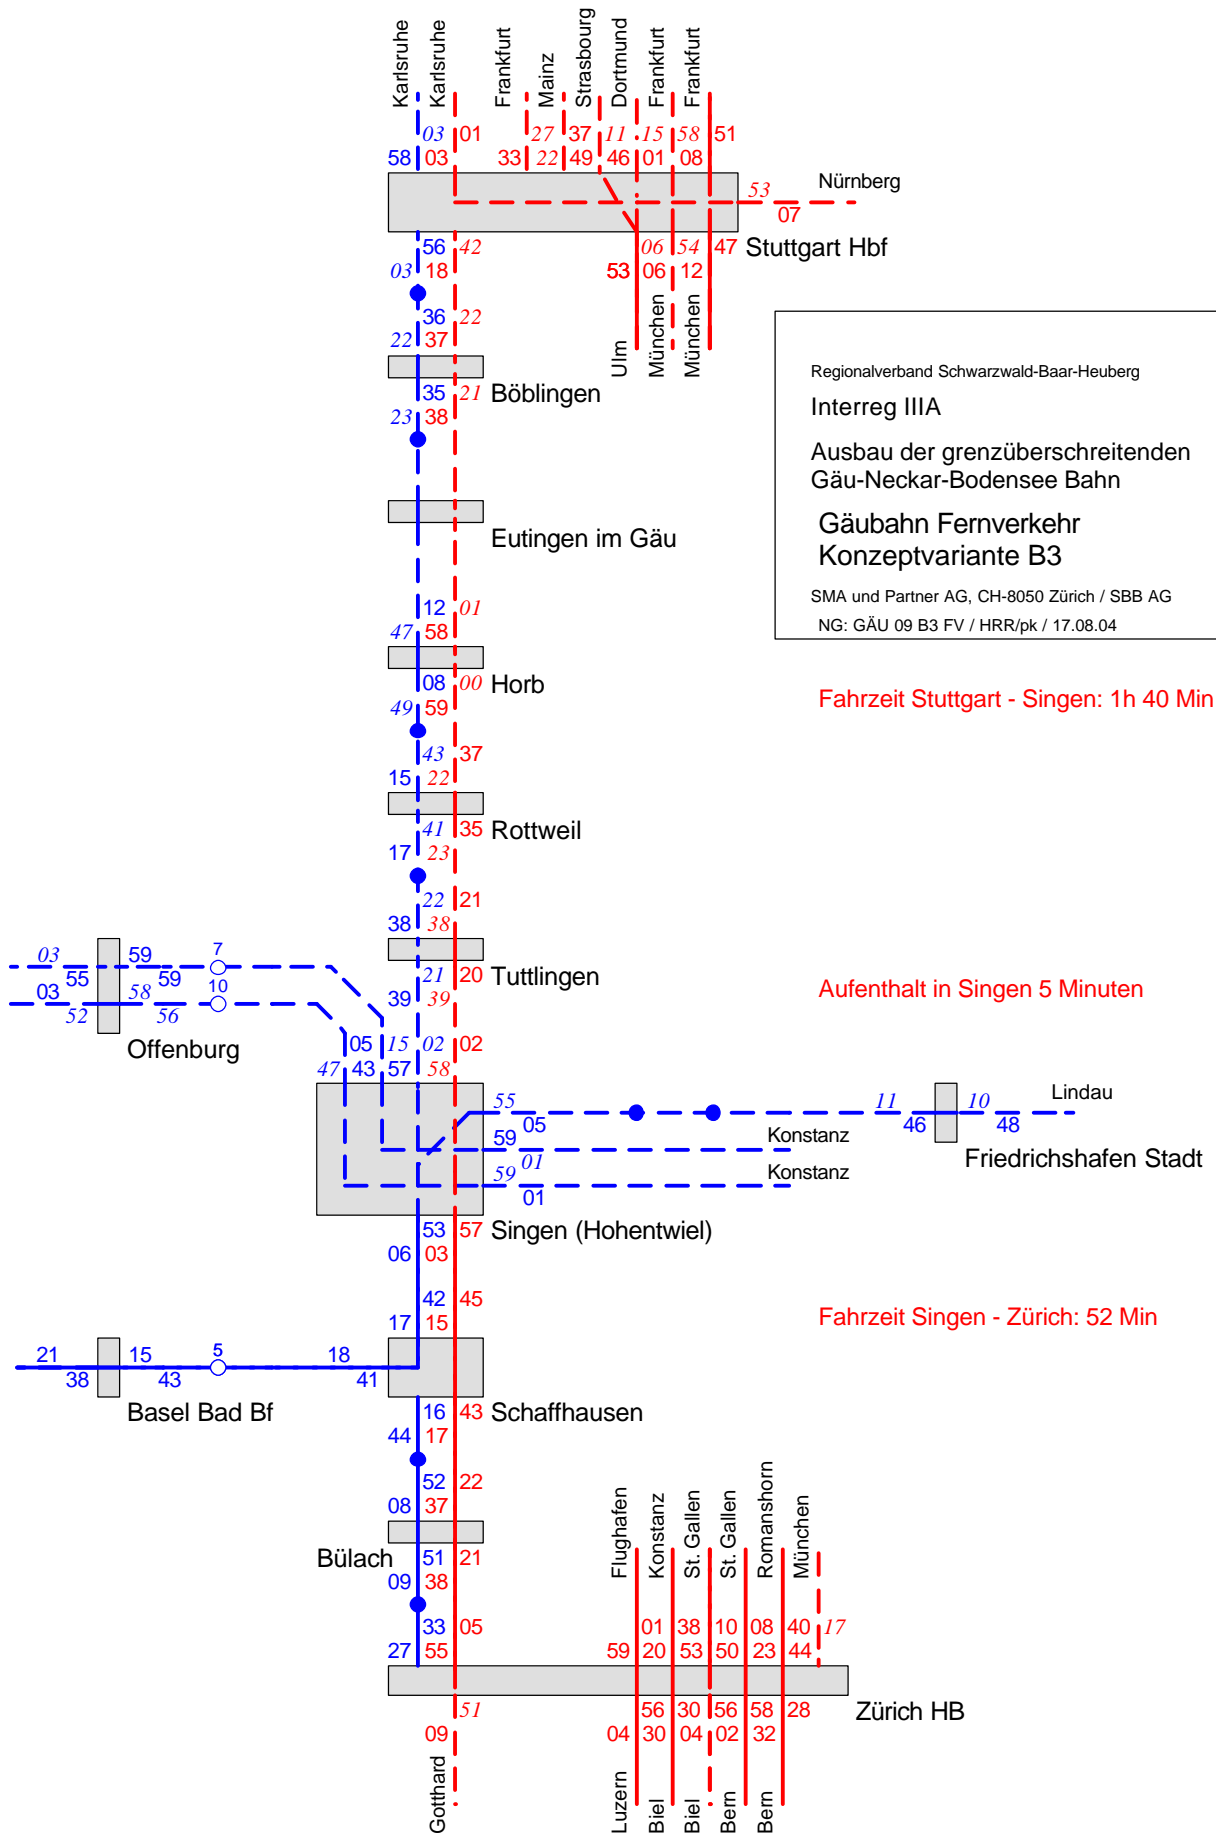 Karlsruhe Karlsruhe Frankfurt Mainz Strasbourg Dortmund Frankfurt Frankfurt
03 01 27 37 11 15 58 51
58 03 33 22 49 46 01 08
53 Nürnberg
07
56 42 06 54 47 Stuttgart Hbf
03 18 53 06 12
Ulm München München
36 22
22 37
35 21 Böblingen
23 38
Regionalverband Schwarzwald-Baar-Heuberg
Interreg IIIA
Ausbau der grenzüberschreitenden
Gäu-Neckar-Bodensee Bahn
Gäubahn Fernverkehr
Konzeptvariante B3
SMA und Partner AG, CH-8050 Zürich / SBB AG
NG: GÄU 09 B3 FV / HRR/pk / 17.08.04
Eutingen im Gäu
12 01
47 58
08 00 Horb
49 59
Fahrzeit Stuttgart - Singen: 1h 40 Min
43 37
15 22
41 35 Rottweil
17 23
22 21
38 38
03 59 7
55 59
21 20 Tuttlingen
39 39
03 58 10
52 56
Offenburg
Aufenthalt in Singen 5 Minuten
05 15 02 02
47 43 57 58
55 11 10 Lindau
05 46 48
59 Konstanz
01
59 Konstanz
01
Friedrichshafen Stadt
53 57 Singen (Hohentwiel)
06 03
42 45
17 15
Fahrzeit Singen - Zürich: 52 Min
21 15 5 18
38 43 41
Basel Bad Bf
16 43 Schaffhausen
44 17
52 22
08 37
Bülach 51 21
09 38
Flughafen Konstanz St. Gallen St. Gallen Romanshorn München
33 05 01 38 10 08 40 17
27 55 59 20 53 50 23 44
51 56 30 56 58 28 Zürich HB
09 04 30 04 02 32
Gotthard Luzern Biel Biel Bern Bern